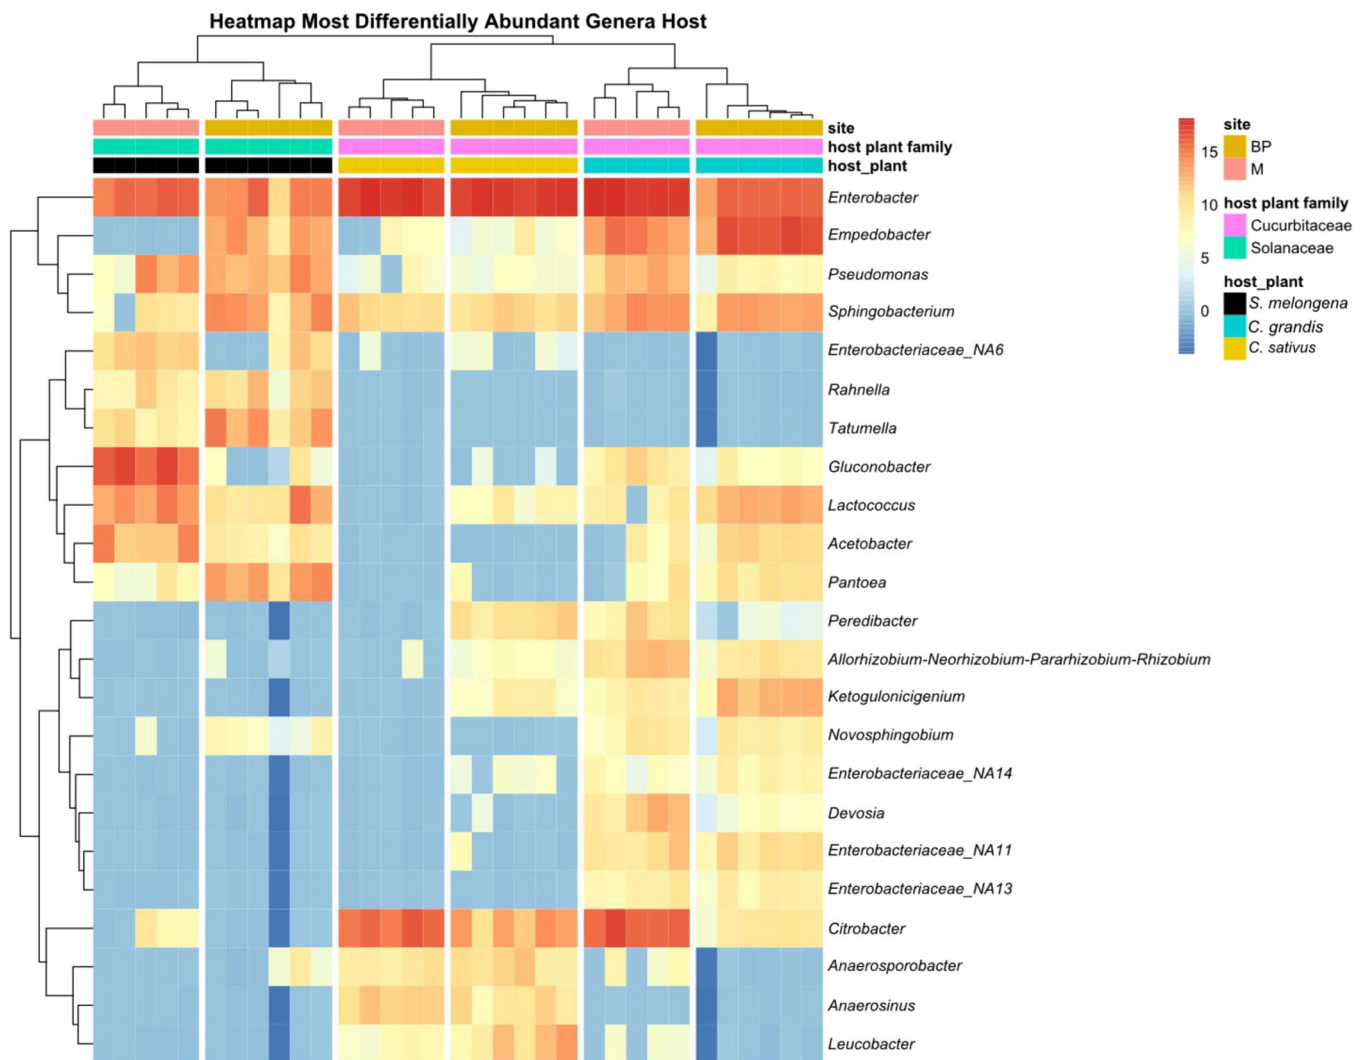 Heatmap Most Differentially Abundant Genera Host
site
host plant family
host_plant
Enterobacter
Empedobacter
Pseudomonas
Sphingobacterium
Enterobacteriaceae_NA6
Rahnella
Tatumella
Gluconobacter
Lactococcus
Acetobacter
Pantoea
Peredibacter
Allorhizobium-Neorhizobium-Pararhizobium-Rhizobium
Ketogulonicigenium
Novosphingobium
Enterobacteriaceae_NA14
Devosia
Enterobacteriaceae_NA11
Enterobacteriaceae_NA13
Citrobacter
Anaerosporobacter
Anaerosinus
Leucobacter
15
10
5
0
site
BP
M
host plant family
Cucurbitaceae
Solanaceae
host_plant
S. melongena
C. grandis
C. sativus